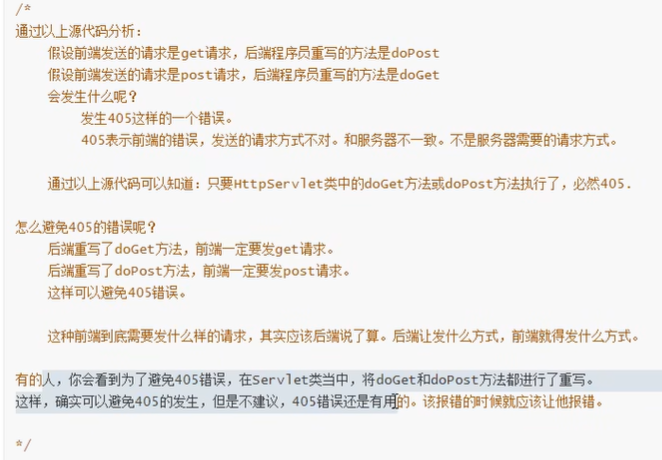 /*
通过以上源代码分析：
假设前端发送的请求是get请求，后端程序员重写的方法是doPost
假设前端发送的请求是post请求，后端程序员重写的方法是doGet
会发生什么呢？
发生405这样的一个错误。
405表示前端的错误，发送的请求方式不对。和服务器不一致。不是服务器需要的请求方式。
通过以上源代码可以知道：只要HttpServlet类中的doGet方法或doPost方法执行了，必然405.
怎么避免405的错误呢？
后端重写了doGet方法，前端一定要发get请求。
后端重写了doPost方法，前端一定要发post请求。
这样可以避免405错误。
这种前端到底需要发什么样的请求，其实应该后端说了算。后端让发什么方式，前端就得发什么方式。
有的人，你会看到为了避免405错误，在Servlet类当中，将doGet和doPost方法都进行了重写。
这样，确实可以避免405的发生，但是不建议，405错误还是有用的。该报错的时候就应该让他报错。
*/